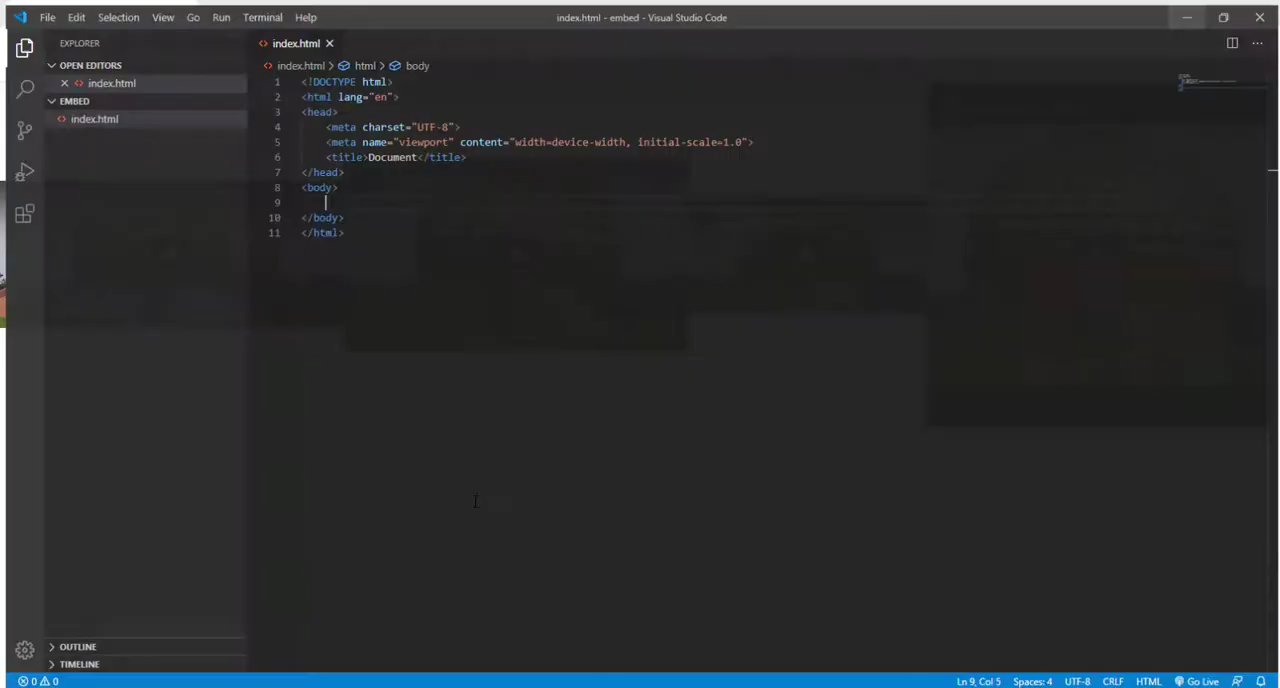 File Edit Selection View Go Run Terminal Help
index.html - embed - Visual Studio Code
EXPLORER
OPEN EDITORS
index.html
EMBED
index.html
OUTLINE
TIMELINE
index.html
index.html > html > body
1 <!DOCTYPE html>
2 <html lang="en">
3 <head>
4 <meta charset="UTF-8">
5 <meta name="viewport" content="width=device-width, initial-scale=1.0">
6 <title>Document</title>
7 </head>
8 <body>
9
10 </body>
11 </html>
0 0
Ln 9, Col 5 Spaces: 4 UTF-8 CRLF HTML Go Live